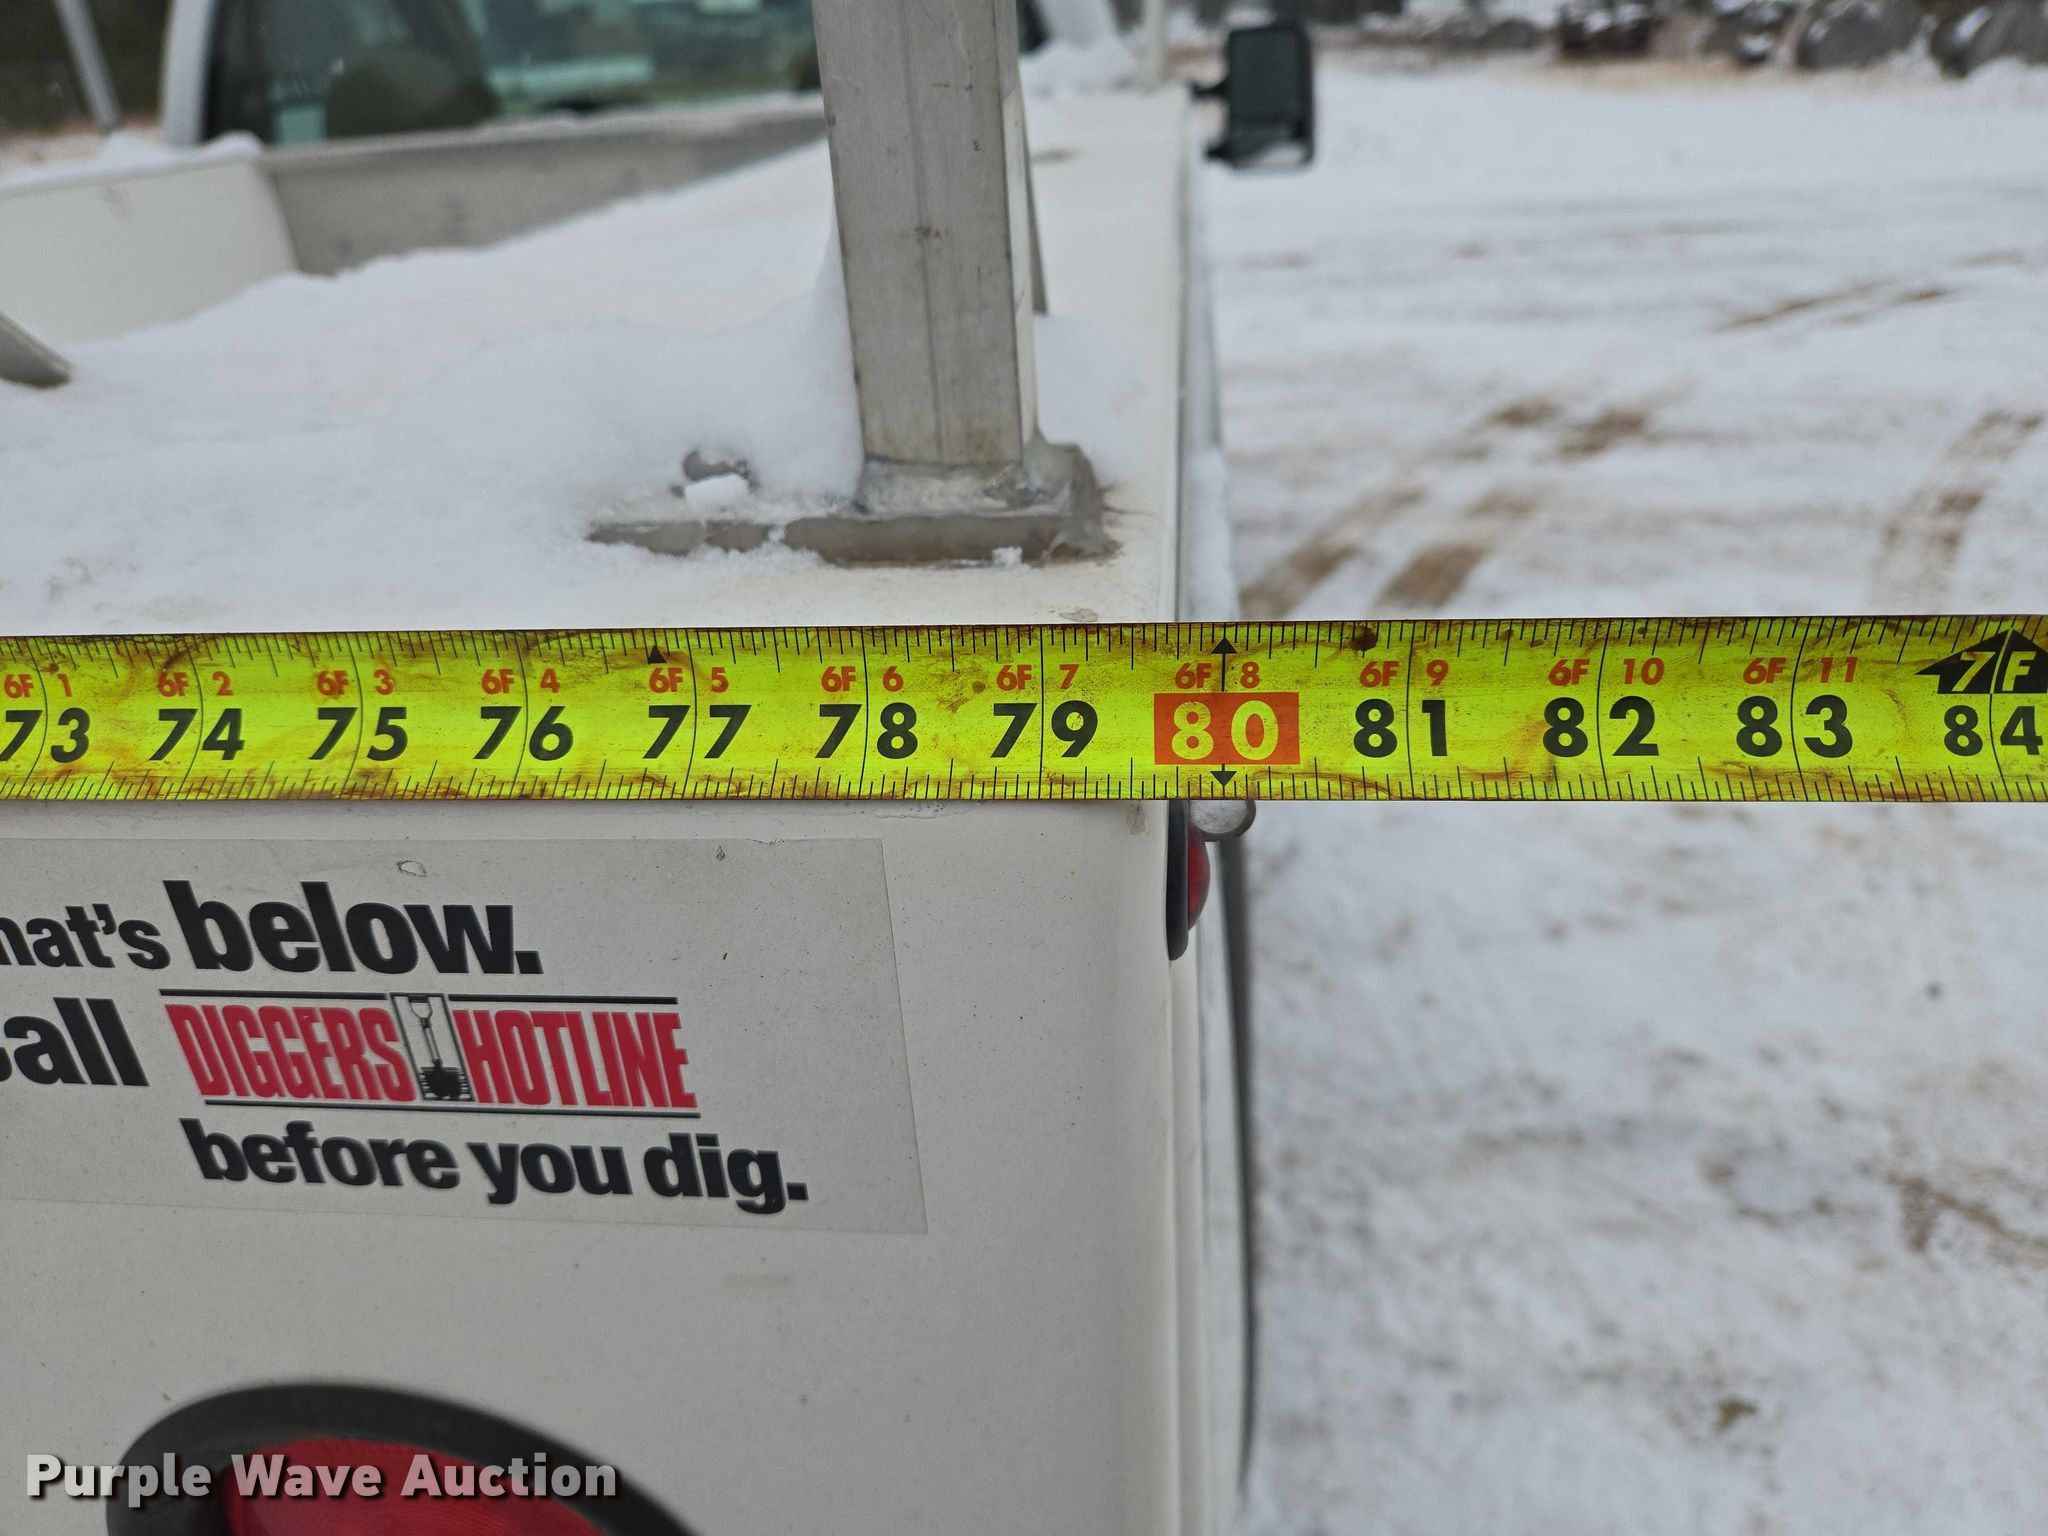 6F 1 6F 2 6F 3 6F 4 6F 5 6F 6 6F 7 6F 8 6F 9 6F 10 6F 11 7F
73 74 75 76 77 78 79 80 81 82 83 84
hat's below.
call DIGGERS HOTLINE
before you dig.
Purple Wave Auction